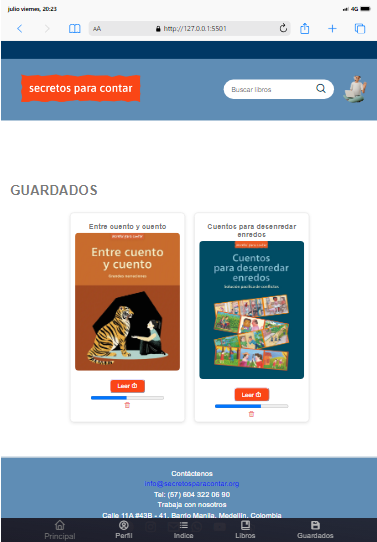 julio viernes, 20:23
4G
AA
http://127.0.0.1:5501
secretos para contar
Buscar libros
GUARDADOS
Entre cuento y cuento
Entre cuento
y cuento
Leer
Cuentos para desenredar
enredos
Cuentos
para desenredar
enredos
Leer
Contáctenos
info@secretosparacontar.org
Tel: (57) 604 322 06 90
Trabaja con nosotros
Calle 11A #43B - 41, Barrio Manila, Medellín, Colombia
Principal
Perfil
Indice
Libros
Guardados